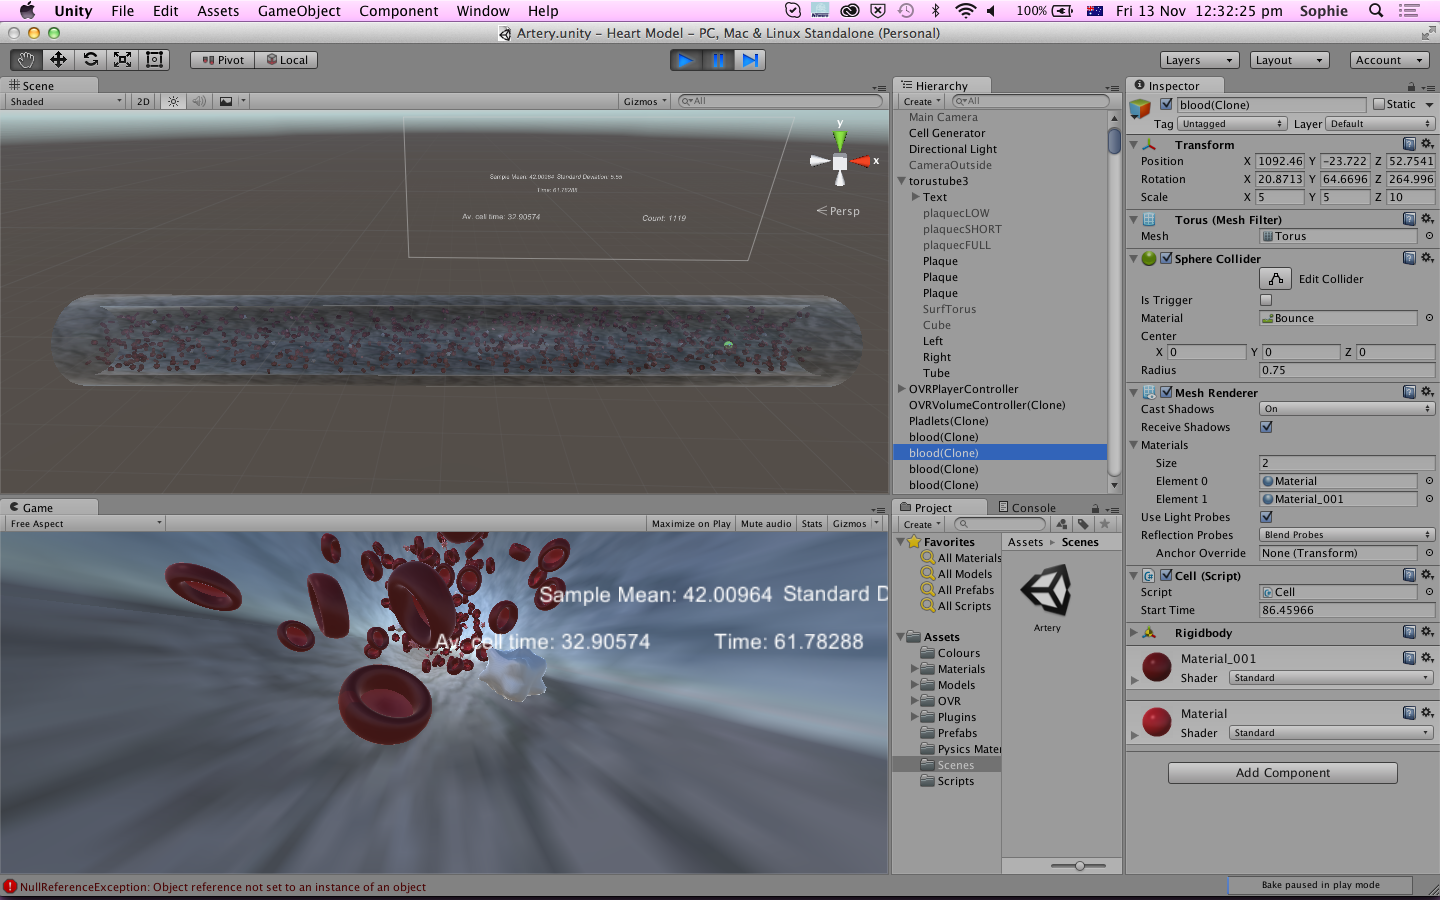 Unity File Edit Assets GameObject Component Window Help 100% Fri 13 Nov 12:32:25 pm Sophie
Artery.unity - Heart Model - PC, Mac & Linux Standalone (Personal)
Pivot Local Layers Layout Account
Scene
Shaded 2D Gizmos All
Sample Mean: 42.00964 Standard Deviation: 5.55
Time: 61.78288
Av. cell time: 32.90574 Count: 1119
y
x
Persp
Game
Free Aspect Maximize on Play Mute audio Stats Gizmos
Sample Mean: 42.00964 Standard D
Av. cell time: 32.90574 Time: 61.78288
Hierarchy
Create All
Main Camera
Cell Generator
Directional Light
CameraOutside
torustube3
Text
plaquecLOW
plaquecSHORT
plaquecFULL
Plaque
Plaque
Plaque
SurfTorus
Cube
Left
Right
Tube
OVRPlayerController
OVRVolumeController(Clone)
Pladlets(Clone)
blood(Clone)
blood(Clone)
blood(Clone)
blood(Clone)
Project Console
Create
Favorites
All Materials
All Models
All Prefabs
All Scripts
Assets
Colours
Materials
Models
OVR
Plugins
Prefabs
Pysics Mater
Scenes
Scripts
Assets Scenes
Artery
Inspector
blood(Clone) Static
Tag Untagged Layer Default
Transform
Position X 1092.46 Y -23.722 Z 52.7541
Rotation X 20.8713 Y 64.6696 Z 264.996
Scale X 5 Y 5 Z 10
Torus (Mesh Filter)
Mesh Torus
Sphere Collider
Edit Collider
Is Trigger
Material Bounce
Center
X 0 Y 0 Z 0
Radius 0.75
Mesh Renderer
Cast Shadows On
Receive Shadows
Materials
Size 2
Element 0 Material
Element 1 Material_001
Use Light Probes
Reflection Probes Blend Probes
Anchor Override None (Transform)
Cell (Script)
Script Cell
Start Time 86.45966
Rigidbody
Material_001
Shader Standard
Material
Shader Standard
Add Component
NullReferenceException: Object reference not set to an instance of an object
Bake paused in play mode